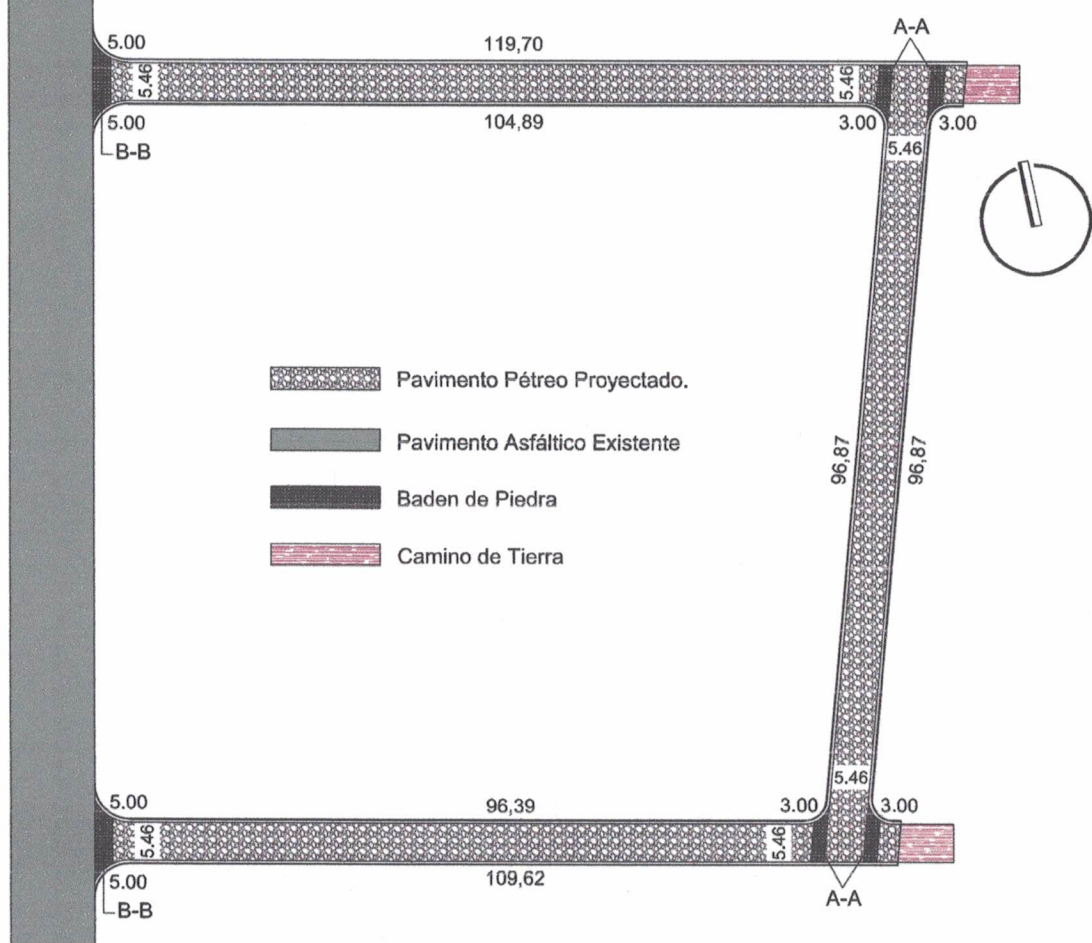 A-A
5.00
119,70
5.46
5.46
5.00
104,89
3.00
3.00
B-B
5.46
Pavimento Pétreo Proyectado.
Pavimento Asfáltico Existente
96,87
96,87
Baden de Piedra
Camino de Tierra
5.46
5.00
96,39
3.00
3.00
5.46
5.46
5.00
109,62
A-A
B-B